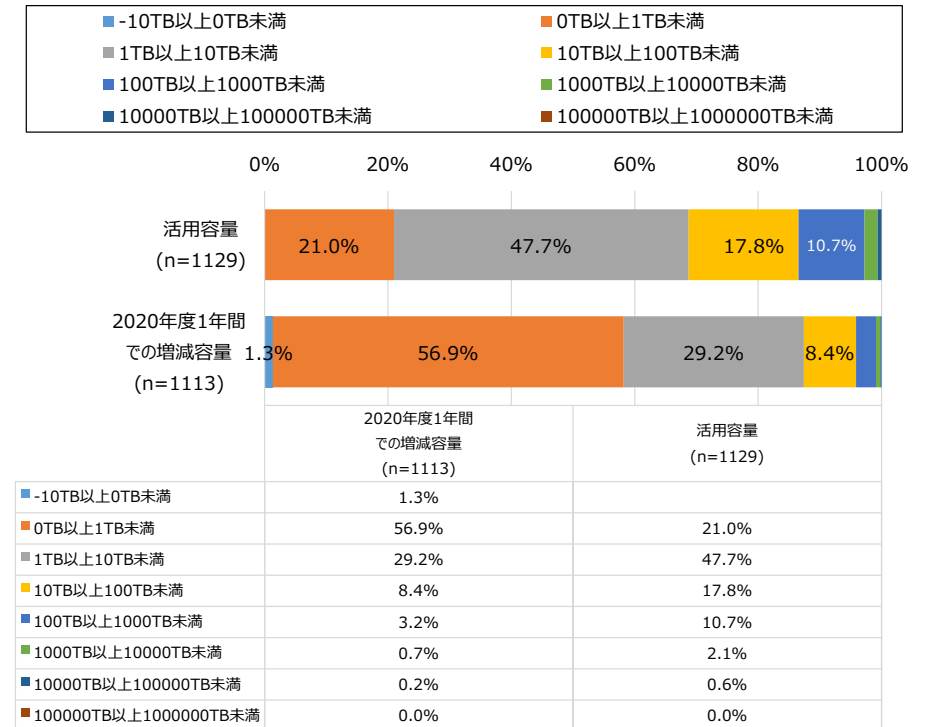 -10TB以上0TB未満 0TB以上1TB未満
1TB以上10TB未満 10TB以上100TB未満
100TB以上1000TB未満 1000TB以上10000TB未満
10000TB以上100000TB未満 100000TB以上1000000TB未満
0% 20% 40% 60% 80% 100%
活用容量
(n=1129)
21.0% 47.7% 17.8% 10.7%
2020年度1年間
での増減容量
(n=1113)
1.3% 56.9% 29.2% 8.4%
2020年度1年間
での増減容量
(n=1113)
活用容量
(n=1129)
-10TB以上0TB未満 1.3%
0TB以上1TB未満 56.9% 21.0%
1TB以上10TB未満 29.2% 47.7%
10TB以上100TB未満 8.4% 17.8%
100TB以上1000TB未満 3.2% 10.7%
1000TB以上10000TB未満 0.7% 2.1%
10000TB以上100000TB未満 0.2% 0.6%
100000TB以上1000000TB未満 0.0% 0.0%